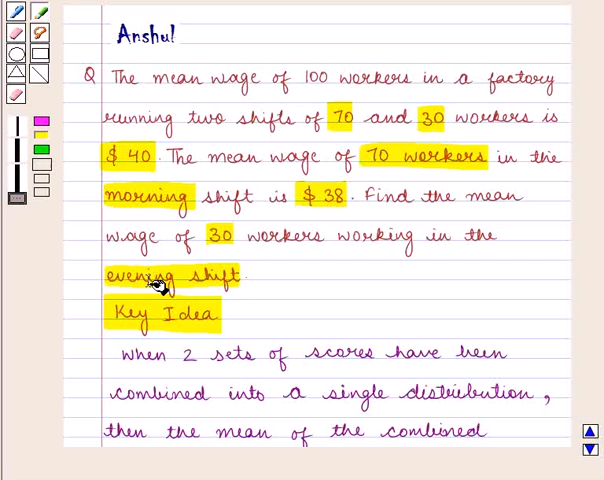 Anshul
Q The mean wage of 100 workers in a factory
running two shifts of 70 and 30 workers is
$ 40. The mean wage of 70 workers in the
morning shift is $ 38. Find the mean
wage of 30 workers working in the
evening shift.
Key Idea
When 2 sets of scores have been
combined into a single distribution,
then the mean of the combined